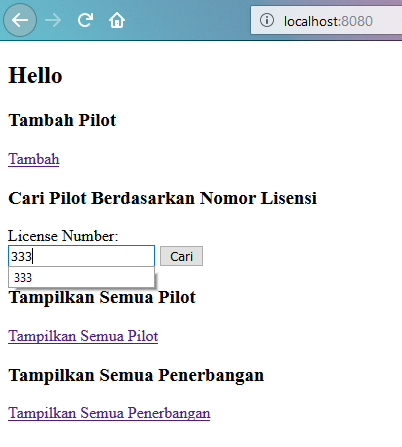 localhost:8080
Hello
Tambah Pilot
Tambah
Cari Pilot Berdasarkan Nomor Lisensi
License Number:
333 Cari
333
Tampilkan Semua Pilot
Tampilkan Semua Pilot
Tampilkan Semua Penerbangan
Tampilkan Semua Penerbangan